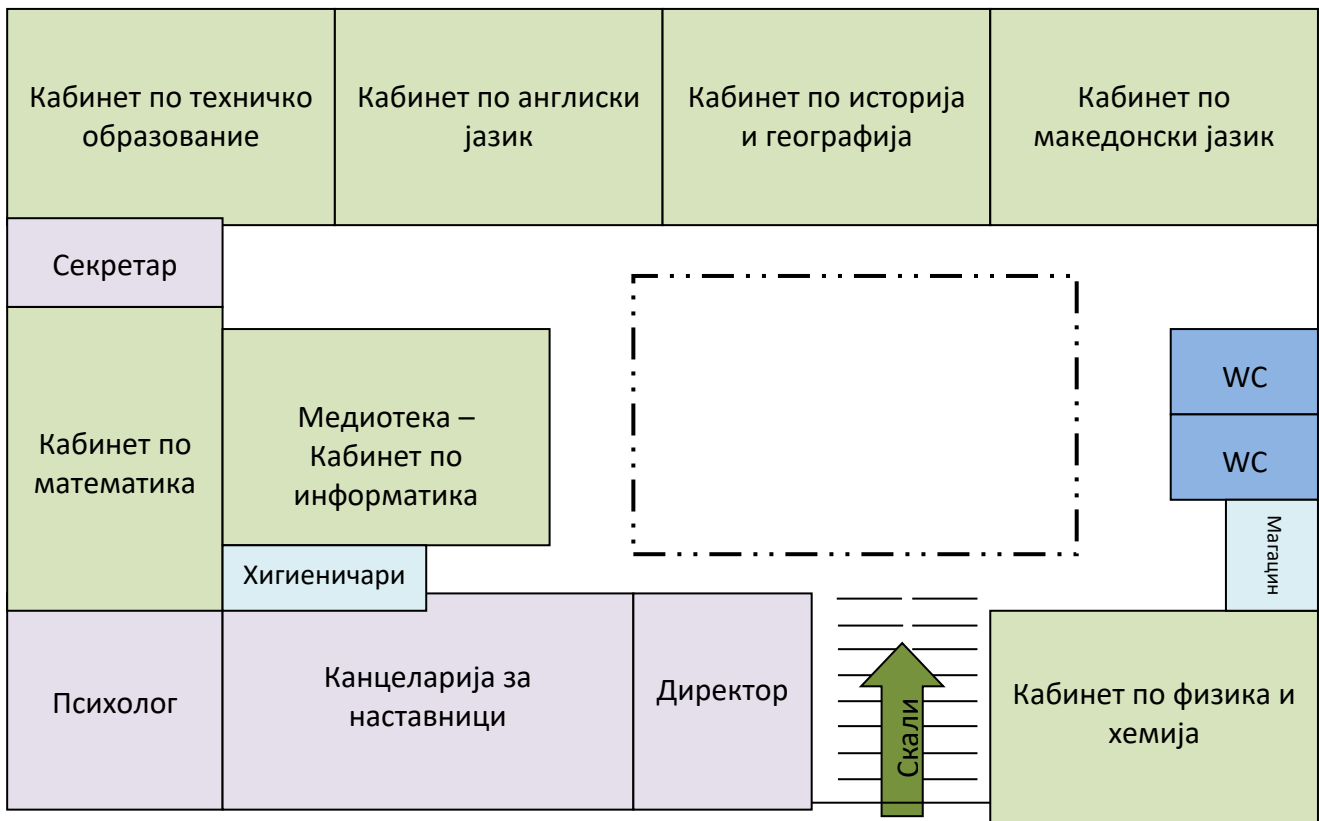 Кабинет по техничко
образование
Кабинет по англиски
јазик
Кабинет по историја
и географија
Кабинет по
македонски јазик
Секретар
Кабинет по
математика
Медиотека –
Кабинет по
информатика
Хигиеничари
WC
WC
Магацин
Психолог
Канцеларија за
наставници
Директор
Скали
Кабинет по физика и
хемија